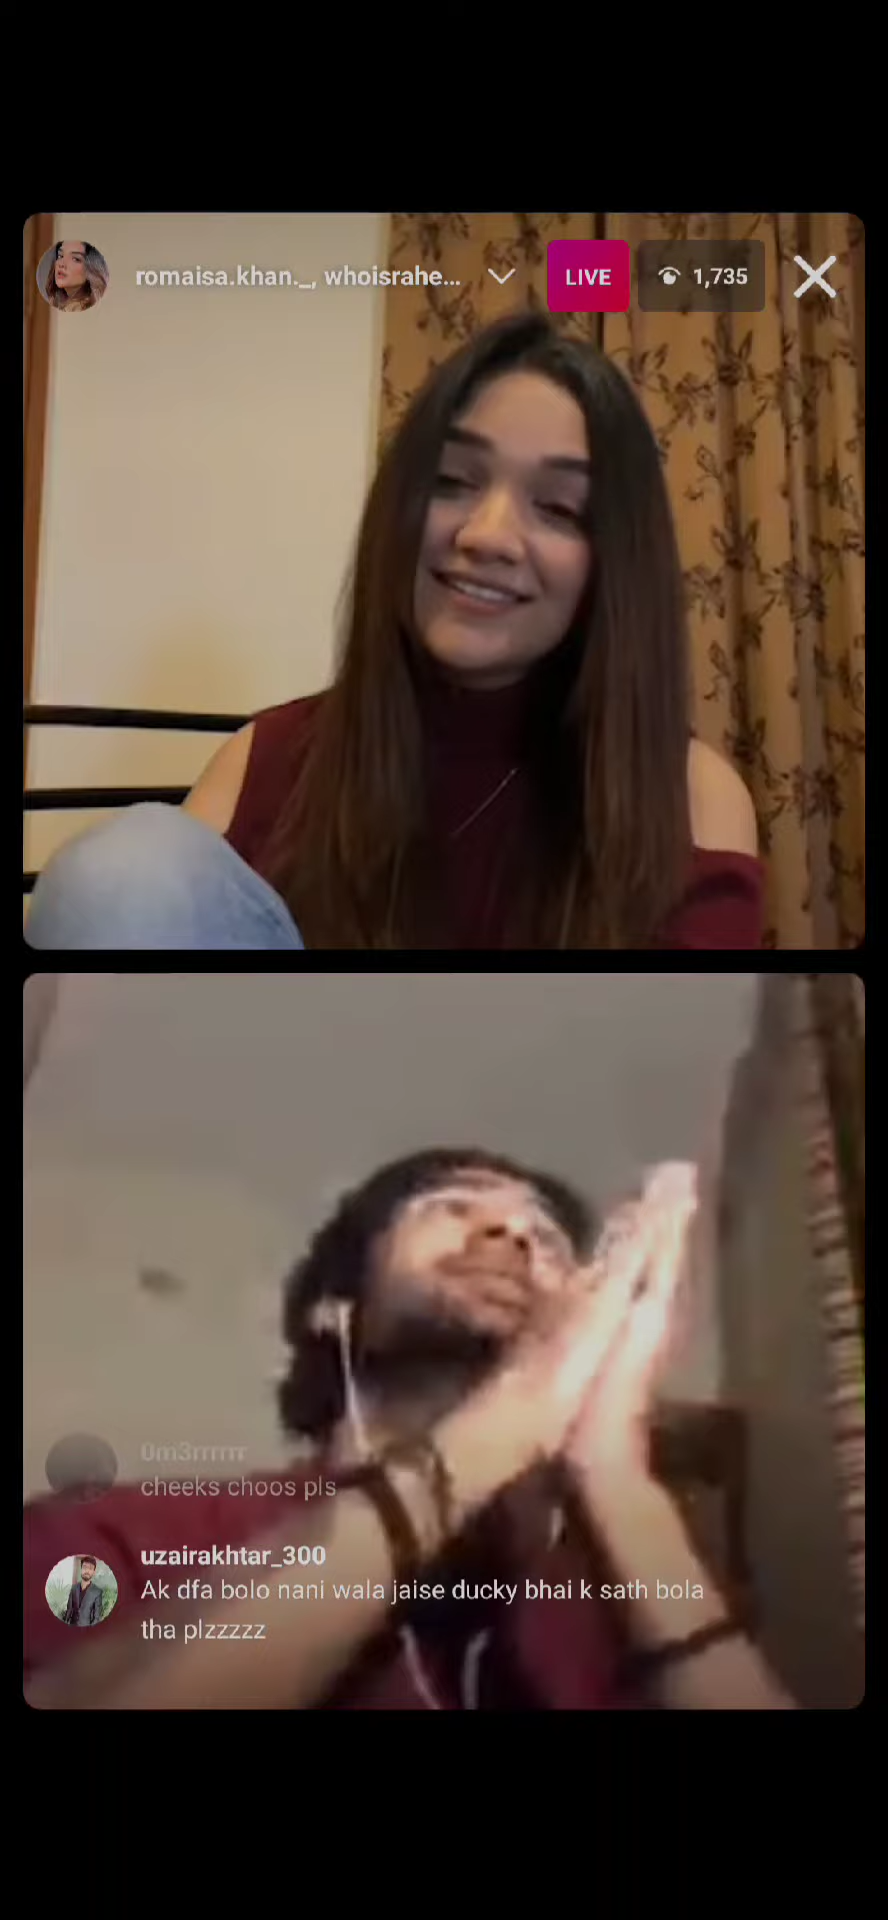 romaisa.khan._, whoisrahe...
LIVE
1,735
0m3rrrrrr
cheeks choos pls
uzairakhtar_300
Ak dfa bolo nani wala jaise ducky bhai k sath bola
tha plzzzzz